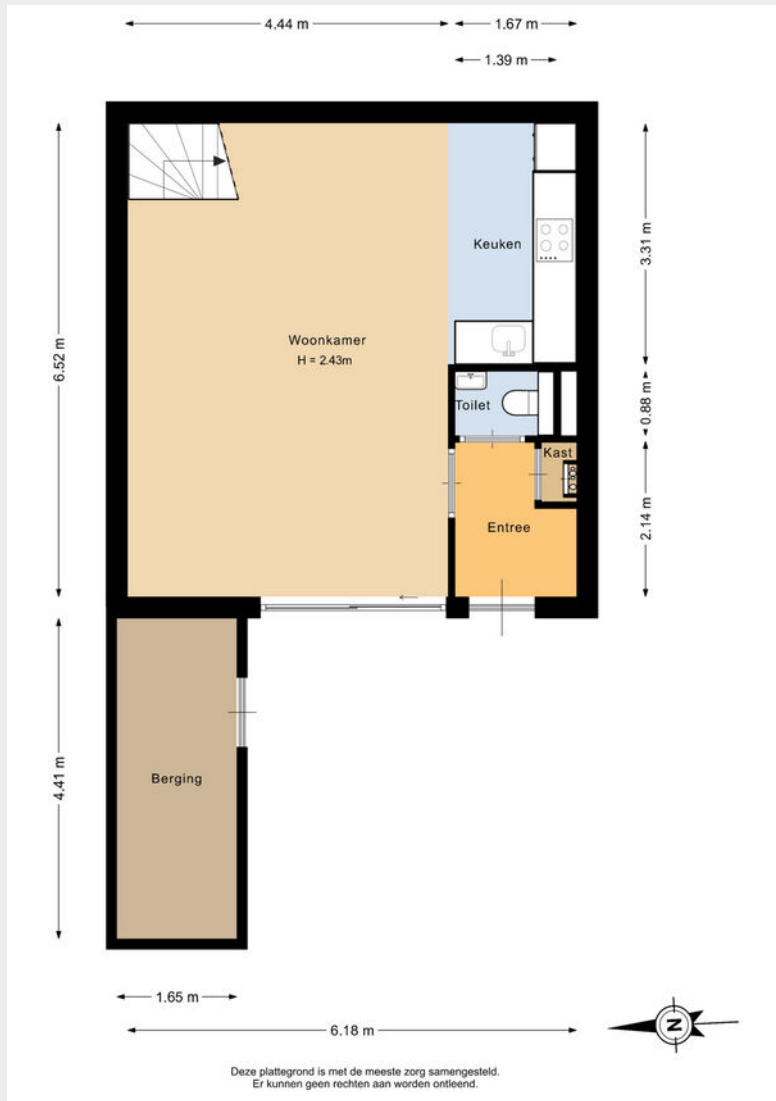 4.44 m
1.67 m
1.39 m
6.52 m
3.31 m
Keuken
Woonkamer
H = 2.43m
0.88 m
Toilet
Kast
2.14 m
Entree
4.41 m
Berging
1.65 m
6.18 m
N
Deze plattegrond is met de meeste zorg samengesteld.
Er kunnen geen rechten aan worden ontleend.